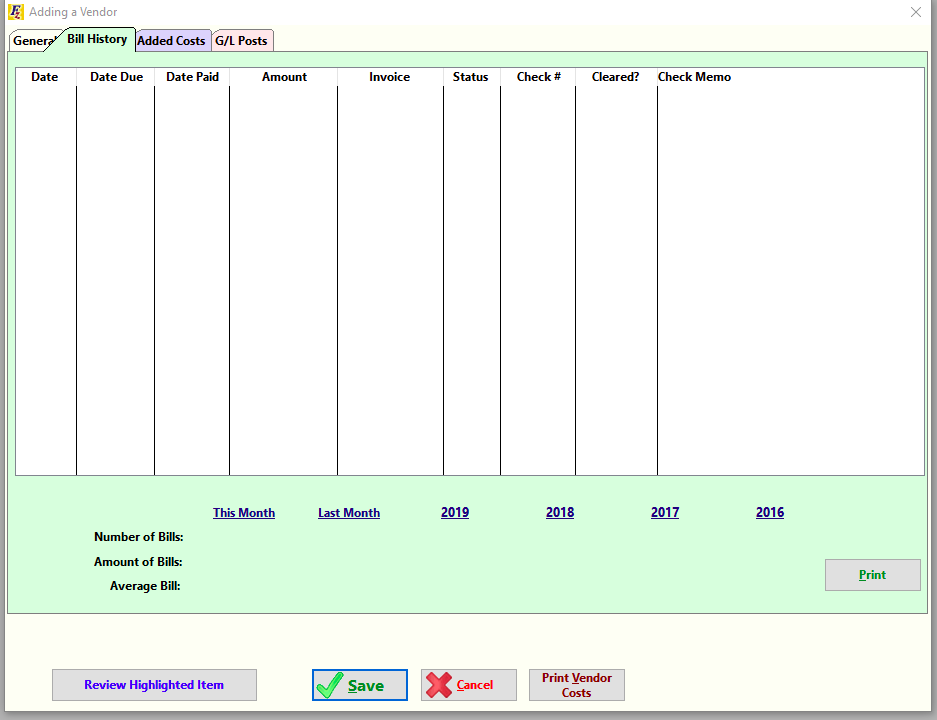 Adding a Vendor
General Bill History Added Costs G/L Posts
Date Date Due Date Paid Amount Invoice Status Check # Cleared? Check Memo
This Month Last Month 2019 2018 2017 2016
Number of Bills:
Amount of Bills:
Average Bill:
Print
Review Highlighted Item Save Cancel Print Vendor
Costs